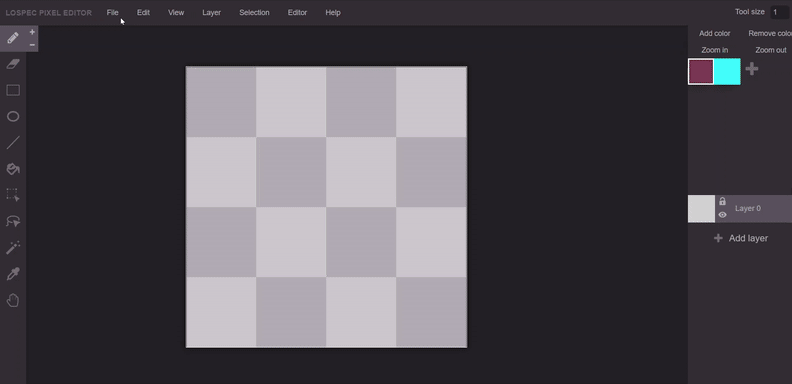 LOSPEC PIXEL EDITOR File Edit View Layer Selection Editor Help Tool size 1
Add color Remove colo
Zoom in Zoom out
Layer 0
Add layer